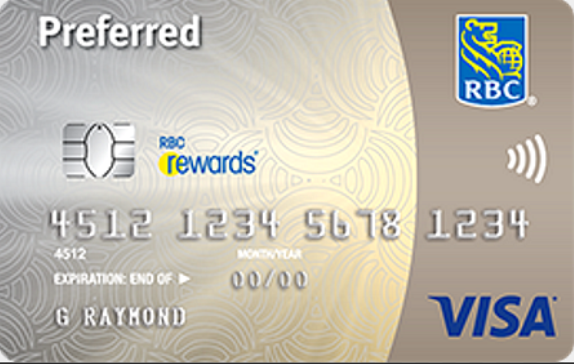 Preferred
RBC®
RBC
rewards®
4512 1234 5678 1234
4512
MONTH/YEAR
EXPIRATION: END OF ▶ 00/00
G RAYMOND
VISA